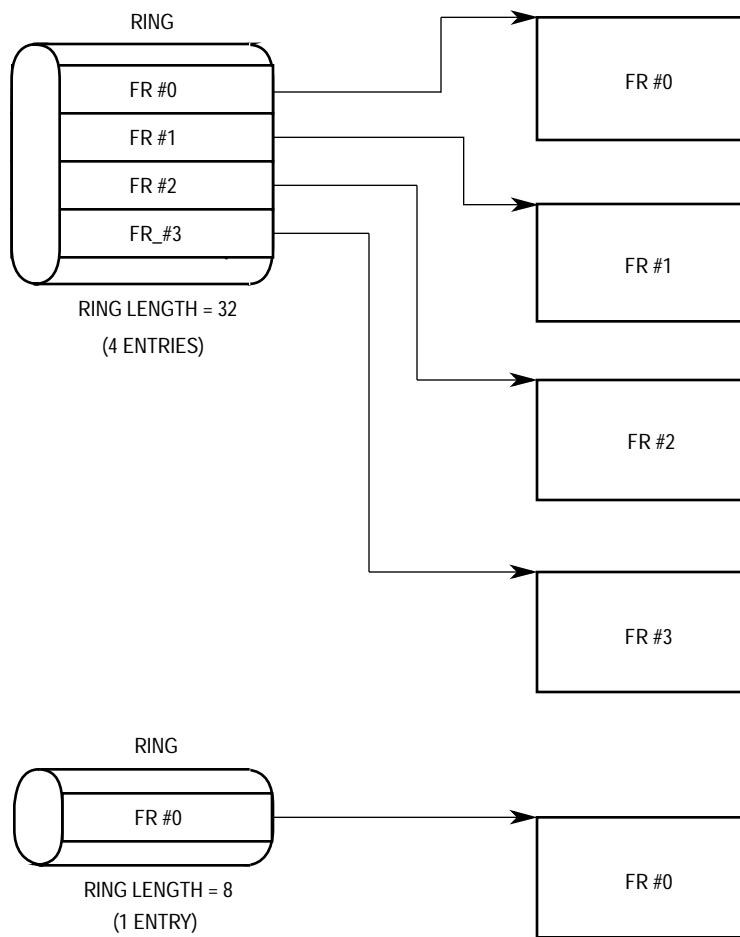 RING
FR #0
FR #1
FR #2
FR_#3
RING LENGTH = 32
(4 ENTRIES)
FR #0
FR #1
FR #2
FR #3
RING
FR #0
RING LENGTH = 8
(1 ENTRY)
FR #0